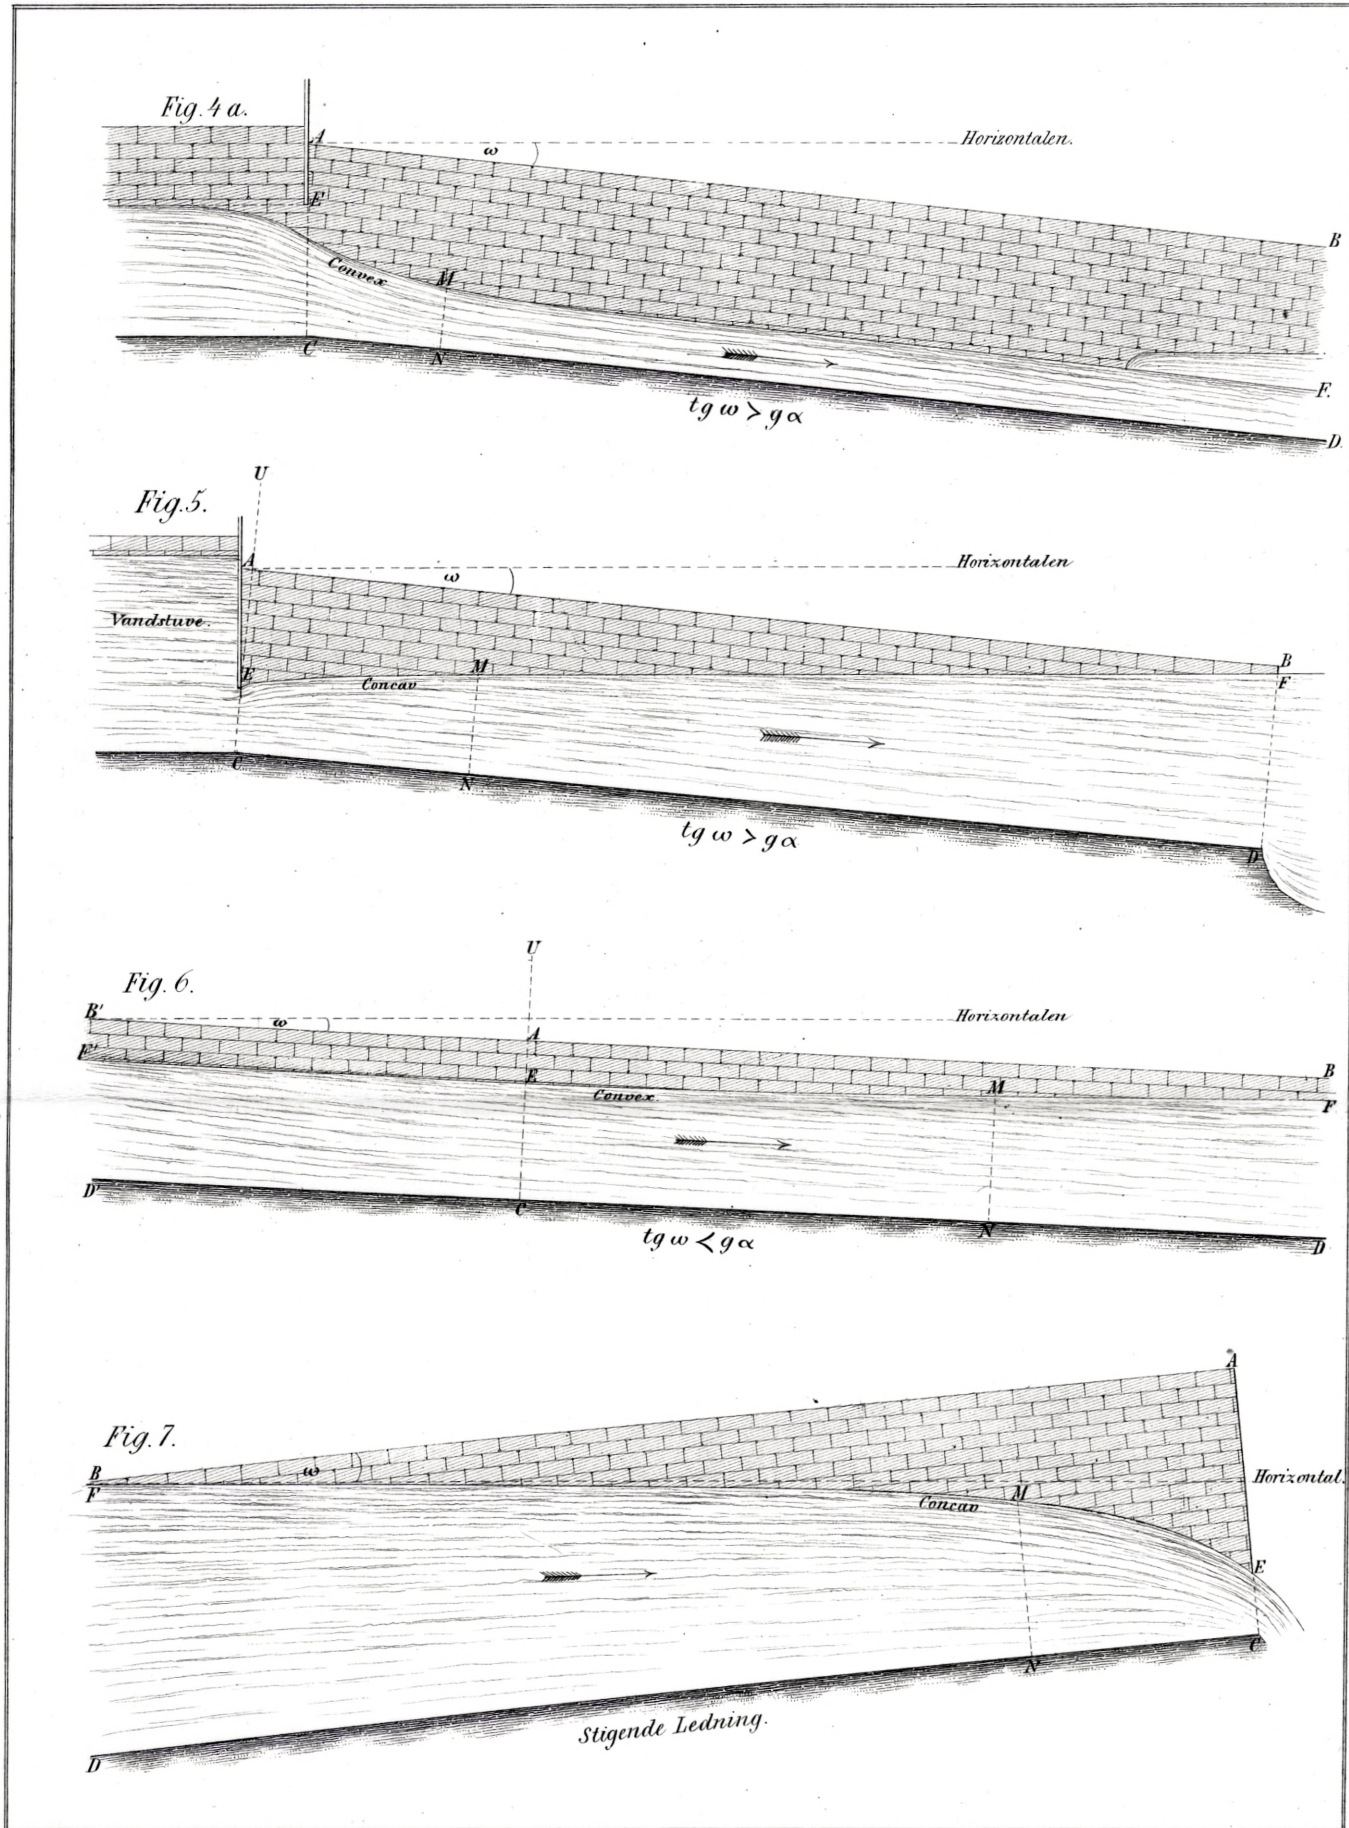 Fig. 4 a.
A
ω
Horizontalen.
E
B
Convex
M
C
N
F.
tg ω > g α
D.
U
Fig. 5.
A
Horizontalen
ω
Vandstuve.
E
M
B
Concav
F
C
N
tg ω > g α
D
U
Fig. 6.
B'
ω
Horizontalen
A
F'
E
B
Convex
M
F
D'
C
N
tg ω < g α
D
A
Fig. 7.
B
ω
Horizontal.
F
Concav
M
E
C
N
Stigende Ledning.
D